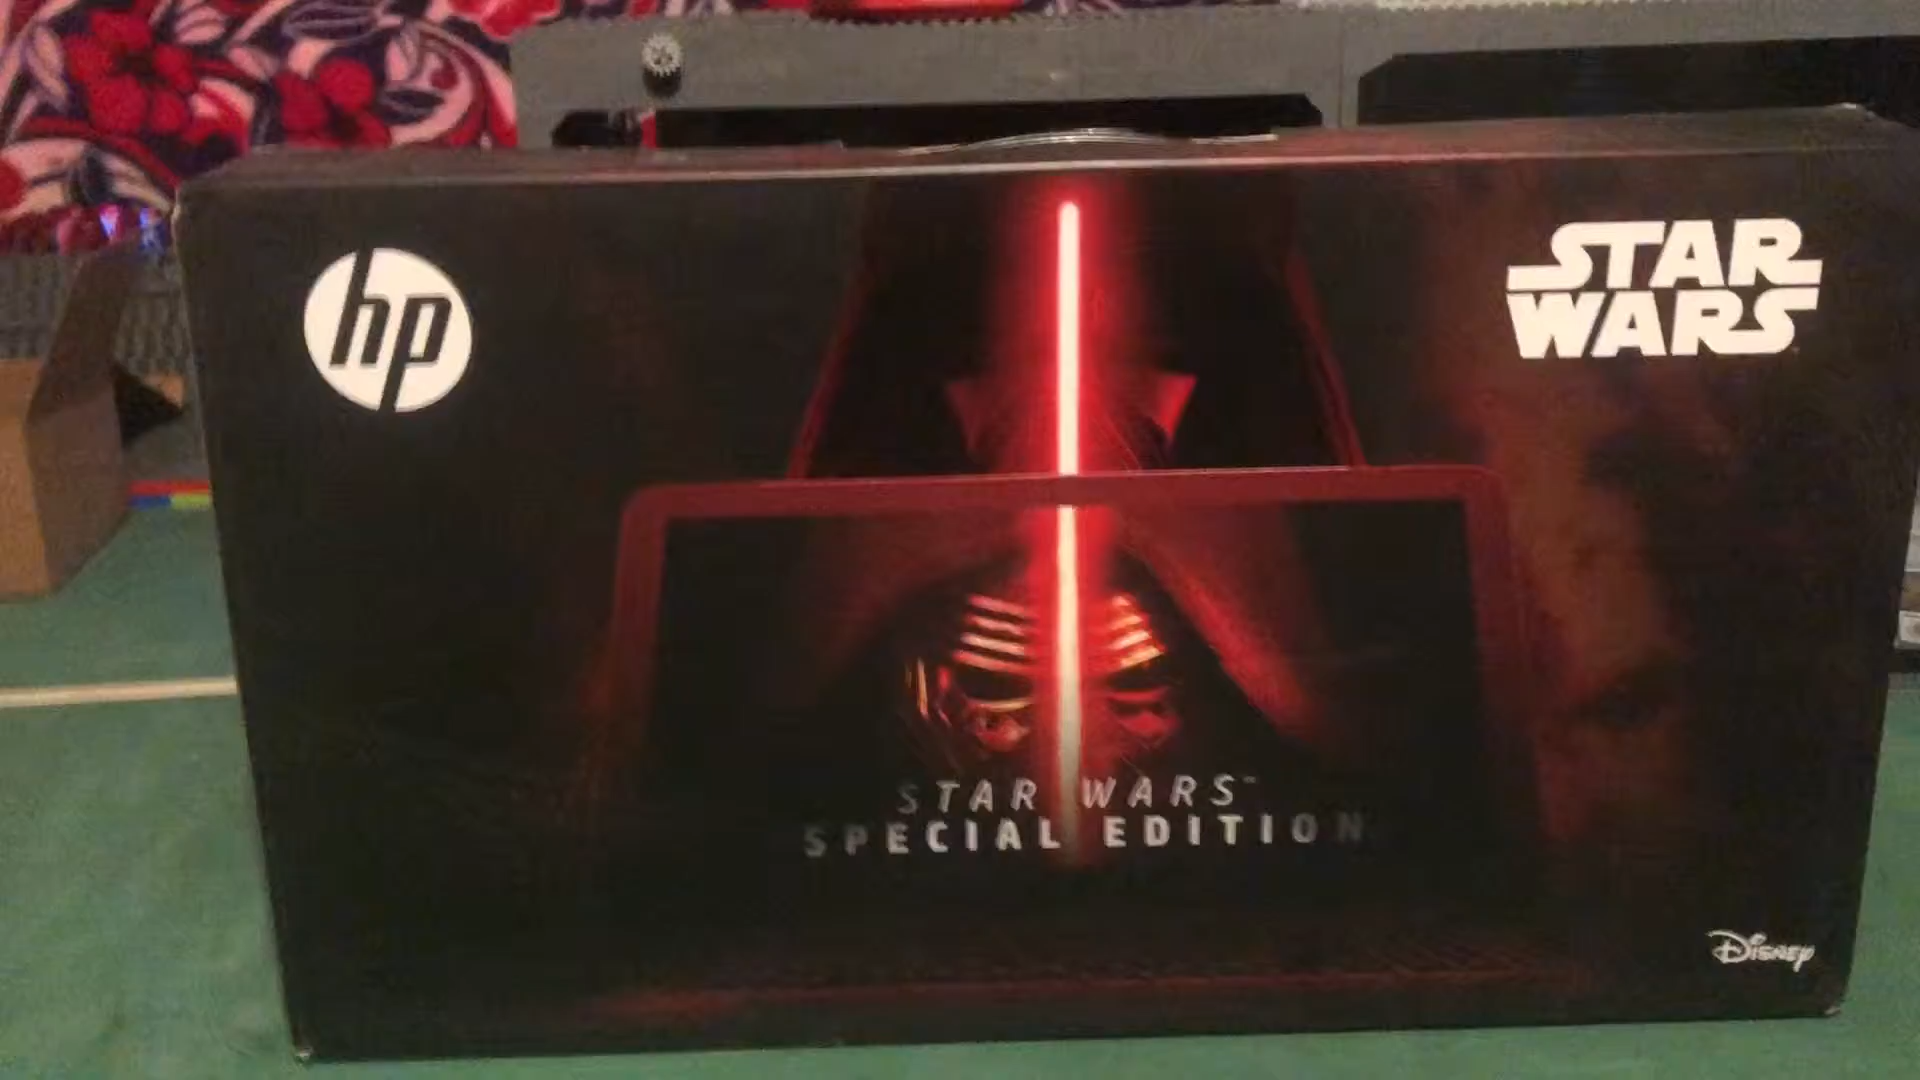 hp
STAR
WARS
STAR WARS™
SPECIAL EDITION
Disney